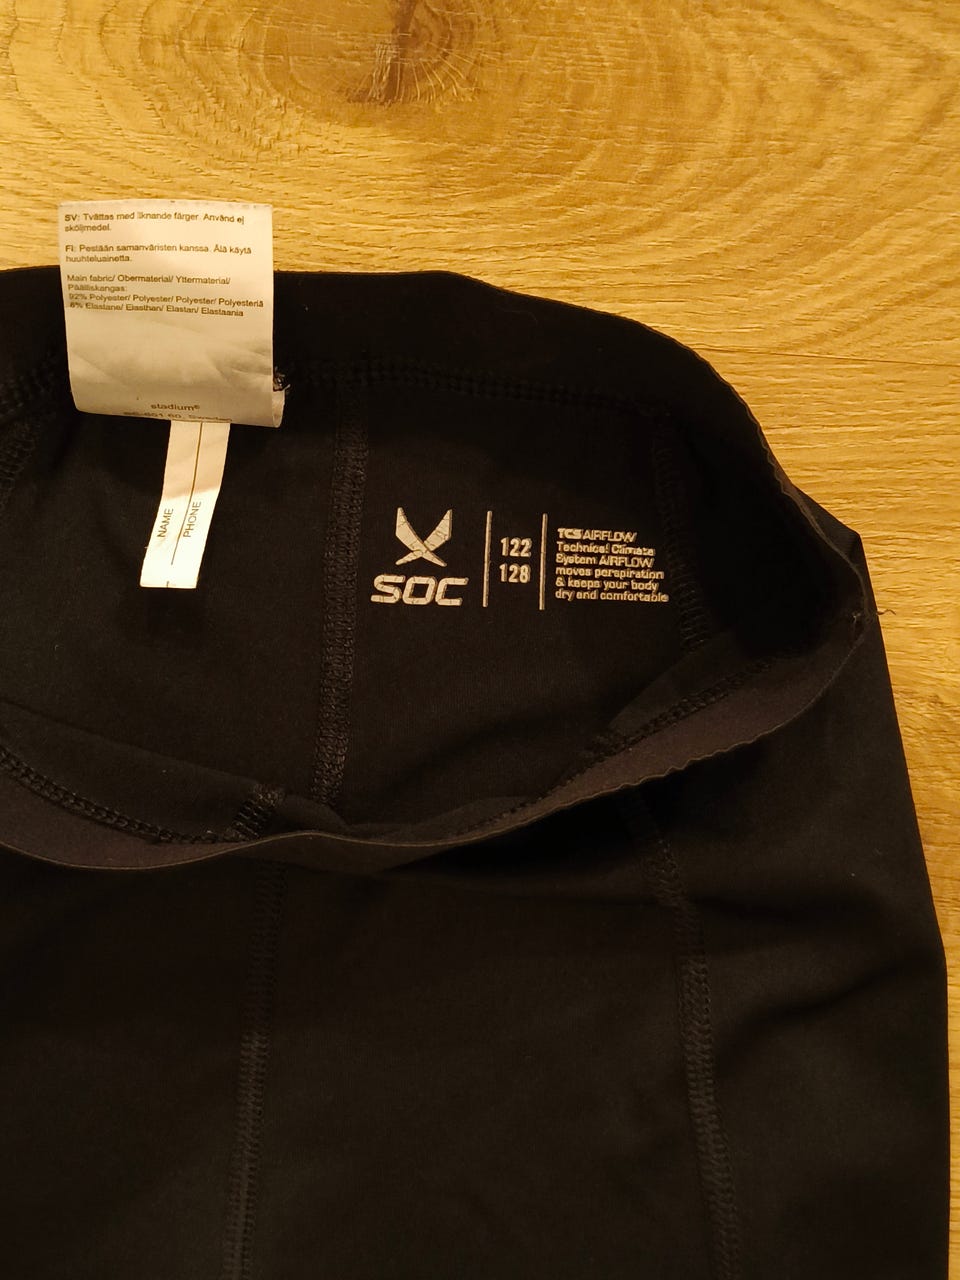 SV: Tvättas med liknande färger. Använd ej
sköljmedel.
FI: Pestään samanväristen kanssa. Älä käytä
huuhteluainetta.
Main fabric/ Obermaterial/ Yttermaterial/
Päälliskangas:
92% Polyester/ Polyester/ Polyester/ Polyesteriä
8% Elastane/ Elasthan/ Elastan/ Elastaania
stadium®
60, Sweden
NAME
PHONE
SOC
122
128
TCS AIRFLOW
Technical Climate
System AIRFLOW
moves perspiration
& keeps your body
dry and comfortable